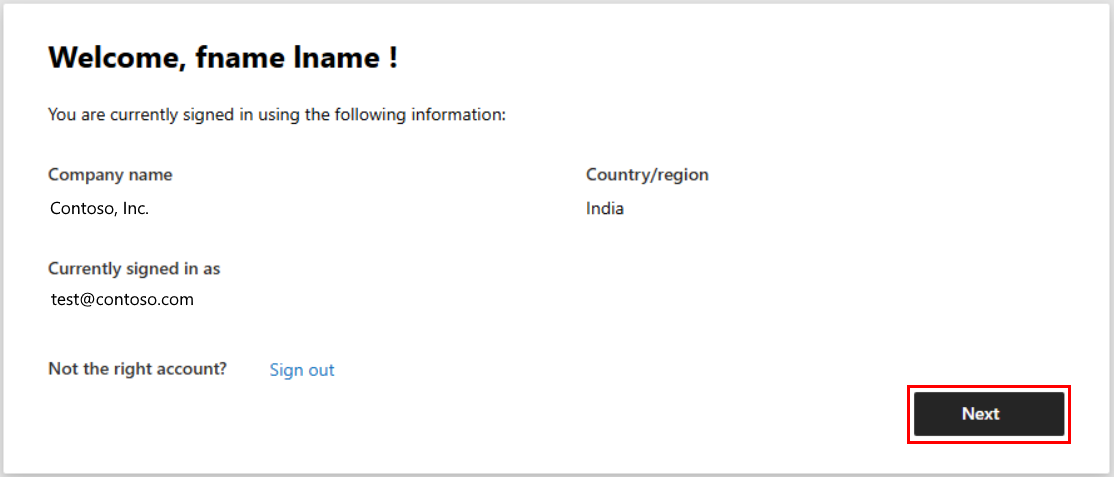 Welcome, fname lname !
You are currently signed in using the following information:
Company name
Contoso, Inc.
Country/region
India
Currently signed in as
test@contoso.com
Not the right account? Sign out
Next